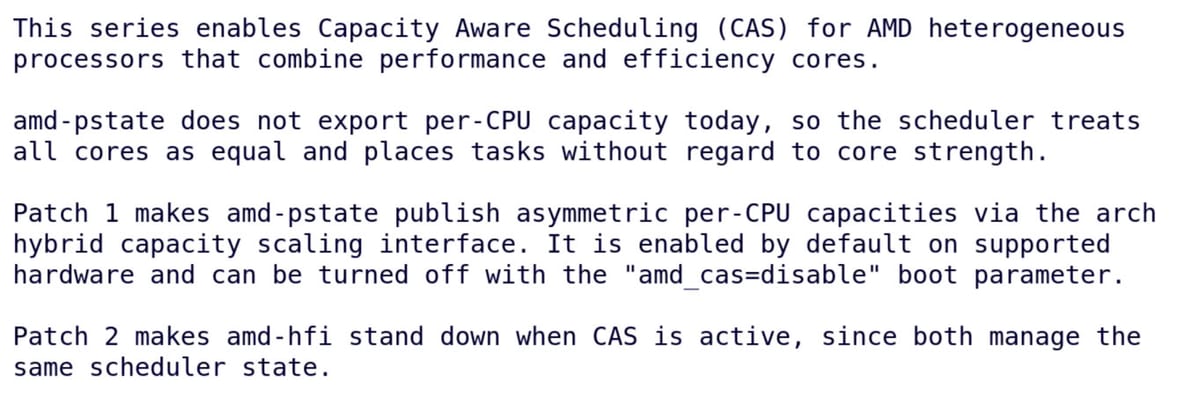 This series enables Capacity Aware Scheduling (CAS) for AMD heterogeneous
processors that combine performance and efficiency cores.
amd-pstate does not export per-CPU capacity today, so the scheduler treats
all cores as equal and places tasks without regard to core strength.
Patch 1 makes amd-pstate publish asymmetric per-CPU capacities via the arch
hybrid capacity scaling interface. It is enabled by default on supported
hardware and can be turned off with the "amd_cas=disable" boot parameter.
Patch 2 makes amd-hfi stand down when CAS is active, since both manage the
same scheduler state.